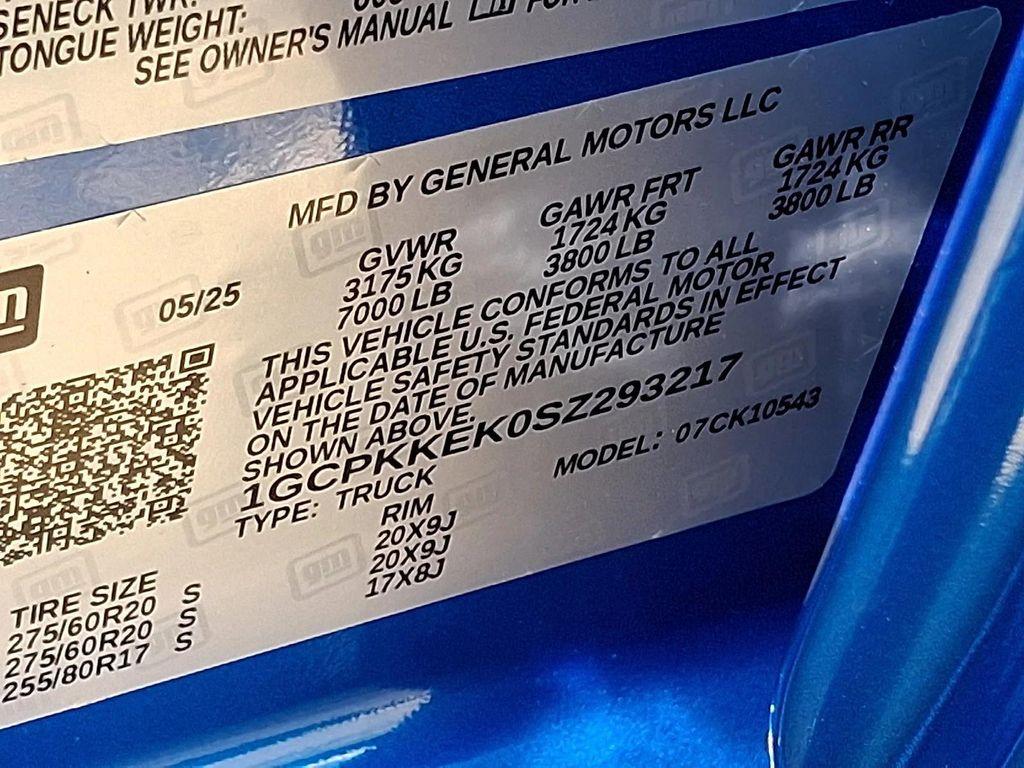 TONGUE WEIGHT:
SEE OWNER'S MANUAL
MFD BY GENERAL MOTORS LLC
05/25
GVWR GAWR FRT GAWR RR
3175 KG 1724 KG 1724 KG
7000 LB 3800 LB 3800 LB
THIS VEHICLE CONFORMS TO ALL
APPLICABLE U.S. FEDERAL MOTOR
VEHICLE SAFETY STANDARDS IN EFFECT
ON THE DATE OF MANUFACTURE
SHOWN ABOVE.
1GCPKKEK0SZ293217
TYPE: TRUCK MODEL: 07CK10543
TIRE SIZE RIM
275/60R20 S 20X9J
275/60R20 S 20X9J
255/80R17 S 17X8J